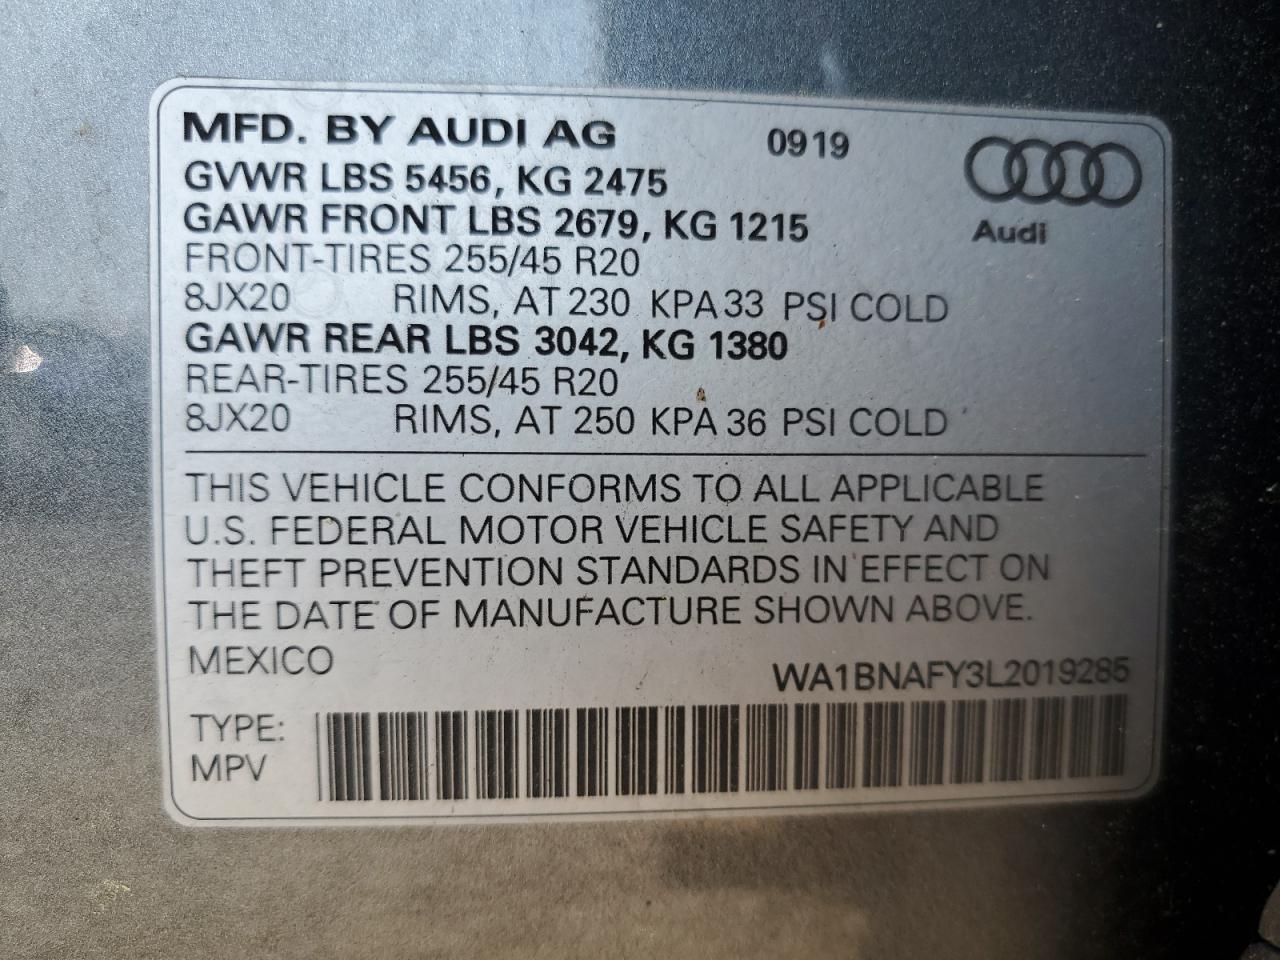 MFD. BY AUDI AG 0919
GVWR LBS 5456, KG 2475
GAWR FRONT LBS 2679, KG 1215
Audi
FRONT-TIRES 255/45 R20
8JX20 RIMS, AT 230 KPA 33 PSI COLD
GAWR REAR LBS 3042, KG 1380
REAR-TIRES 255/45 R20
8JX20 RIMS, AT 250 KPA 36 PSI COLD
THIS VEHICLE CONFORMS TO ALL APPLICABLE
U.S. FEDERAL MOTOR VEHICLE SAFETY AND
THEFT PREVENTION STANDARDS IN EFFECT ON
THE DATE OF MANUFACTURE SHOWN ABOVE.
MEXICO WA1BNAFY3L2019285
TYPE:
MPV